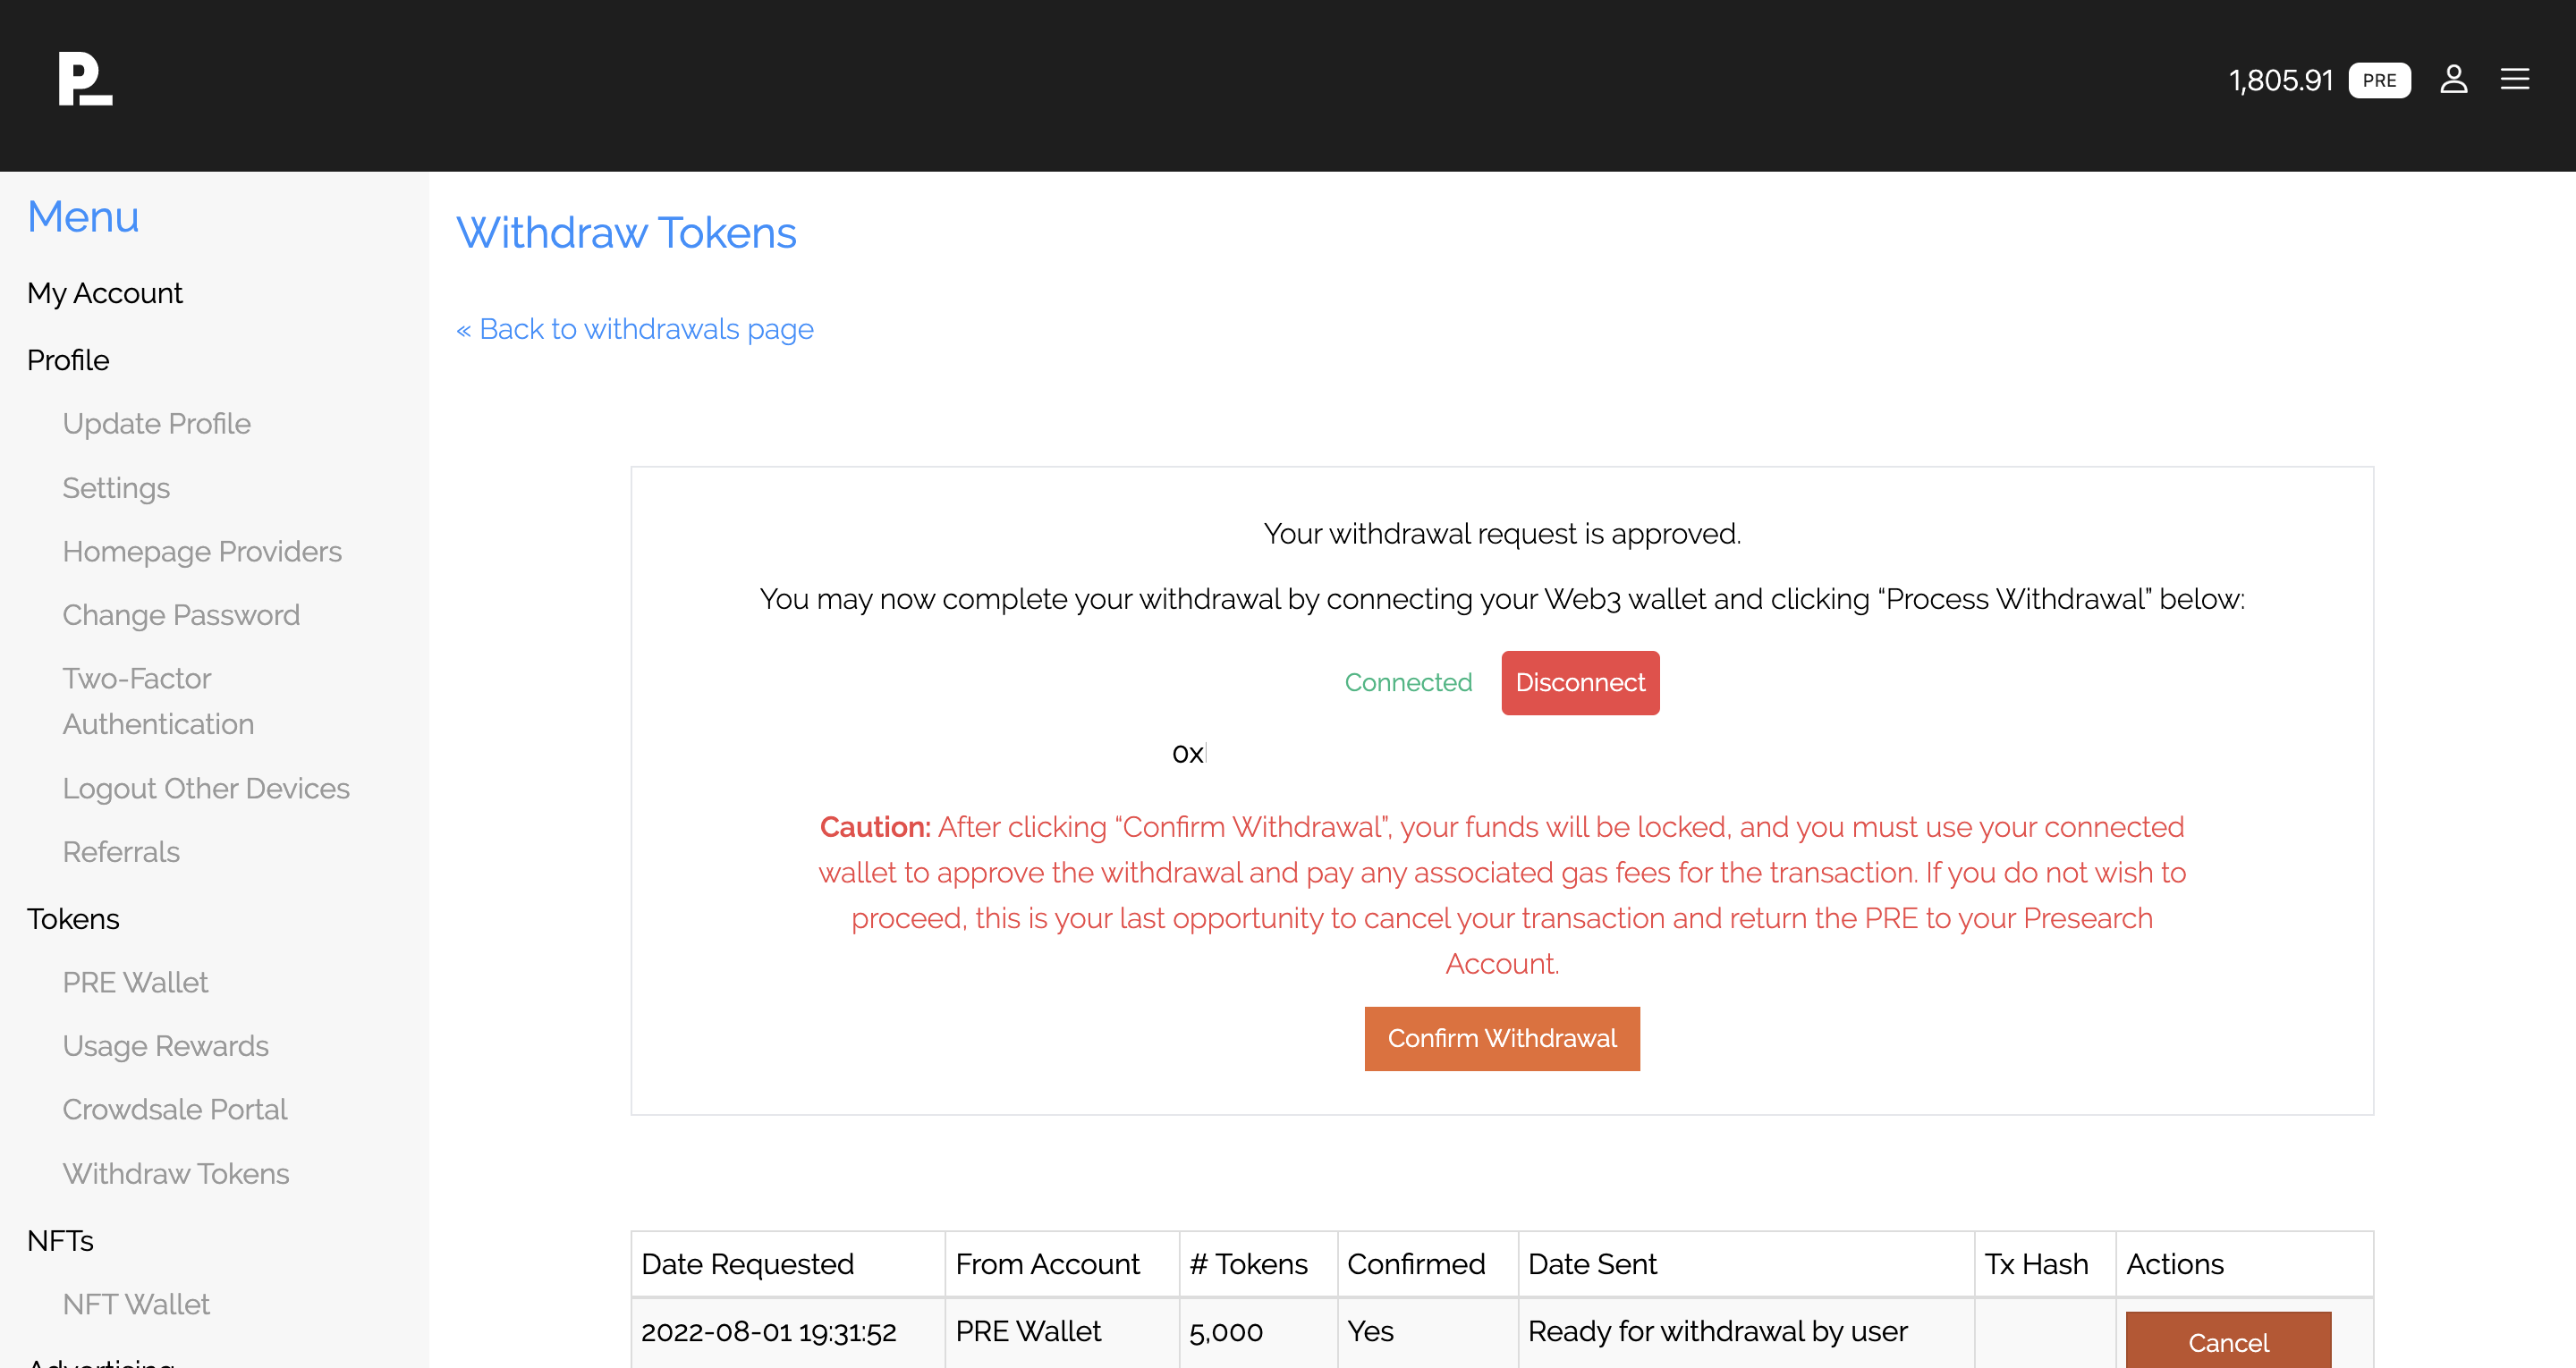 P_
1,805.91 PRE
Menu
My Account
Profile
Update Profile
Settings
Homepage Providers
Change Password
Two-Factor
Authentication
Logout Other Devices
Referrals
Tokens
PRE Wallet
Usage Rewards
Crowdsale Portal
Withdraw Tokens
NFTs
NFT Wallet
Advertising
Withdraw Tokens
« Back to withdrawals page
Your withdrawal request is approved.
You may now complete your withdrawal by connecting your Web3 wallet and clicking “Process Withdrawal” below:
Connected Disconnect
0x
Caution: After clicking “Confirm Withdrawal”, your funds will be locked, and you must use your connected
wallet to approve the withdrawal and pay any associated gas fees for the transaction. If you do not wish to
proceed, this is your last opportunity to cancel your transaction and return the PRE to your Presearch
Account.
Confirm Withdrawal
Date Requested From Account # Tokens Confirmed Date Sent Tx Hash Actions
2022-08-01 19:31:52 PRE Wallet 5,000 Yes Ready for withdrawal by user Cancel